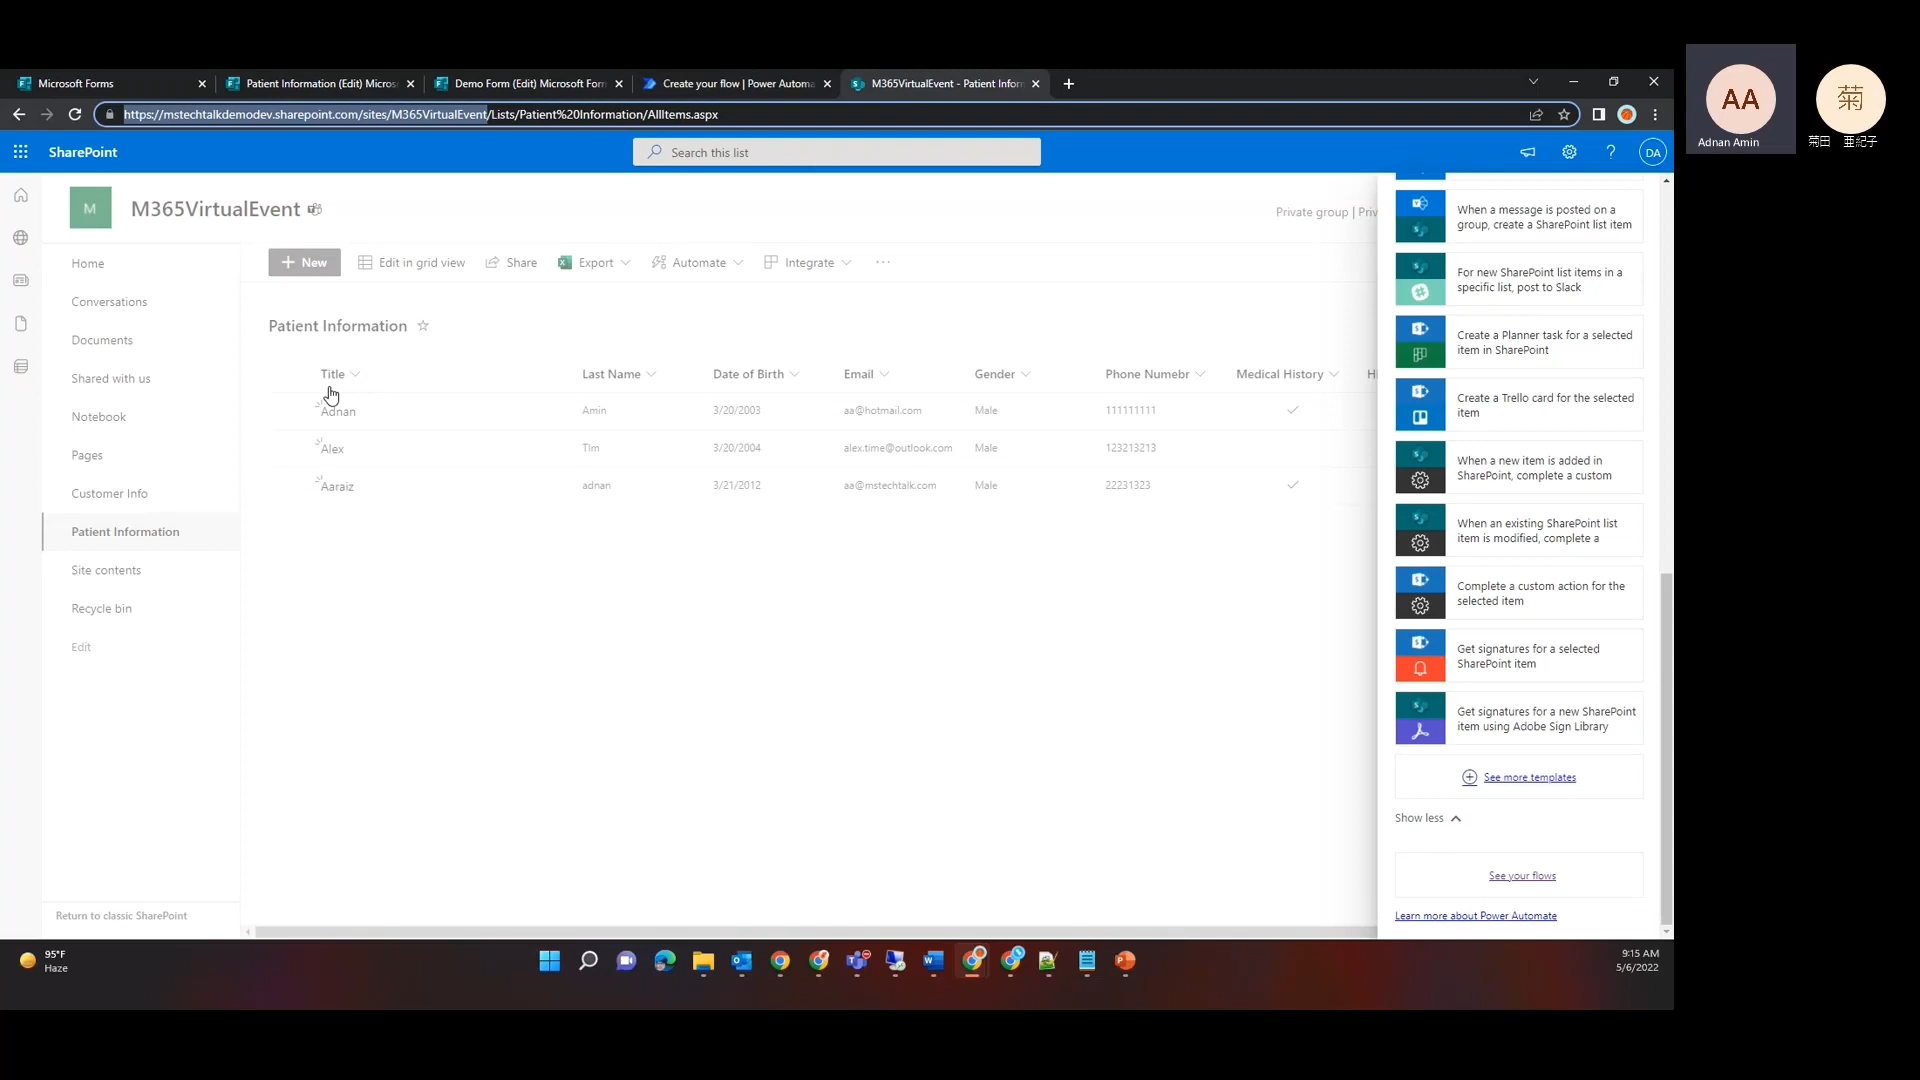 Microsoft Forms
Patient Information (Edit) Micros
Demo Form (Edit) Microsoft Form
Create your flow | Power Automa
M365VirtualEvent - Patient Inform
https://mstechtalkdemodev.sharepoint.com/sites/M365VirtualEvent/Lists/Patient%20Information/AllItems.aspx
SharePoint
Search this list
DA
M
M365VirtualEvent
Private group | Priv
Home
Conversations
Documents
Shared with us
Notebook
Pages
Customer Info
Patient Information
Site contents
Recycle bin
Edit
Return to classic SharePoint
New
Edit in grid view
Share
Export
Automate
Integrate
Patient Information
Title Last Name Date of Birth Email Gender Phone Numebr Medical History Hi
Adnan Amin 3/20/2003 aa@hotmail.com Male 111111111
Alex TIm 3/20/2004 alex.time@outlook.com Male 123213213
Aaraiz adnan 3/21/2012 aa@mstechtalk.com Male 22231323
When a message is posted on a
group, create a SharePoint list item
For new SharePoint list items in a
specific list, post to Slack
Create a Planner task for a selected
item in SharePoint
Create a Trello card for the selected
item
When a new item is added in
SharePoint, complete a custom
When an existing SharePoint list
item is modified, complete a
Complete a custom action for the
selected item
Get signatures for a selected
SharePoint item
Get signatures for a new SharePoint
item using Adobe Sign Library
See more templates
Show less
See your flows
Learn more about Power Automate
95°F
Haze
9:15 AM
5/6/2022
AA
Adnan Amin
菊
菊田 亜紀子